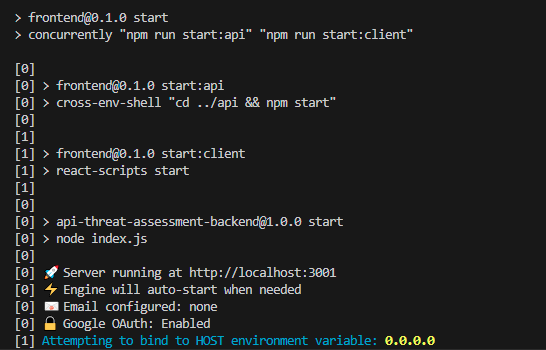 > frontend@0.1.0 start
> concurrently "npm run start:api" "npm run start:client"
[0]
[0] > frontend@0.1.0 start:api
[0] > cross-env-shell "cd ../api && npm start"
[0]
[1]
[1] > frontend@0.1.0 start:client
[1] > react-scripts start
[1]
[0]
[0] > api-threat-assessment-backend@1.0.0 start
[0] > node index.js
[0]
[0] 🚀 Server running at http://localhost:3001
[0] ⚡ Engine will auto-start when needed
[0] 📧 Email configured: none
[0] 🔒 Google OAuth: Enabled
[1] Attempting to bind to HOST environment variable: 0.0.0.0